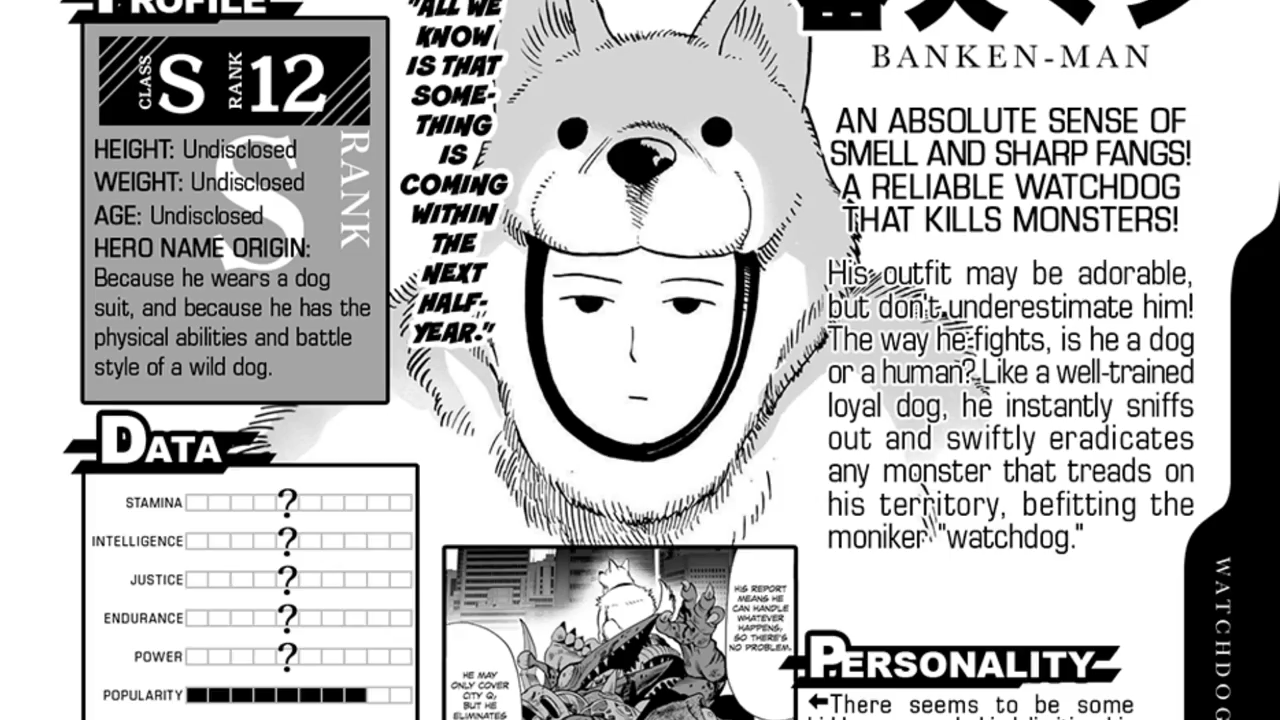 PROFILE
CLASS S RANK 12
HEIGHT: Undisclosed
WEIGHT: Undisclosed
AGE: Undisclosed
HERO NAME ORIGIN:
Because he wears a dog
suit, and because he has the
physical abilities and battle
style of a wild dog.
S
RANK
DATA
STAMINA ?
INTELLIGENCE ?
JUSTICE ?
ENDURANCE ?
POWER ?
POPULARITY
"ALL WE
KNOW
IS THAT
SOME-
THING
IS
COMING
WITHIN
THE
NEXT
HALF-
YEAR."
BANKEN-MAN
AN ABSOLUTE SENSE OF
SMELL AND SHARP FANGS!
A RELIABLE WATCHDOG
THAT KILLS MONSTERS!
His outfit may be adorable,
but don't underestimate him!
The way he fights, is he a dog
or a human? Like a well-trained
loyal dog, he instantly sniffs
out and swiftly eradicates
any monster that treads on
his territory, befitting the
moniker "watchdog."
HIS REPORT
MEANS HE
CAN HANDLE
WHATEVER
HAPPENS,
SO THERE'S
NO PROBLEM.
HE MAY
ONLY COVER
CITY Q,
BUT HE
ELIMINATES
PERSONALITY
There seems to be some
WATCHDOG